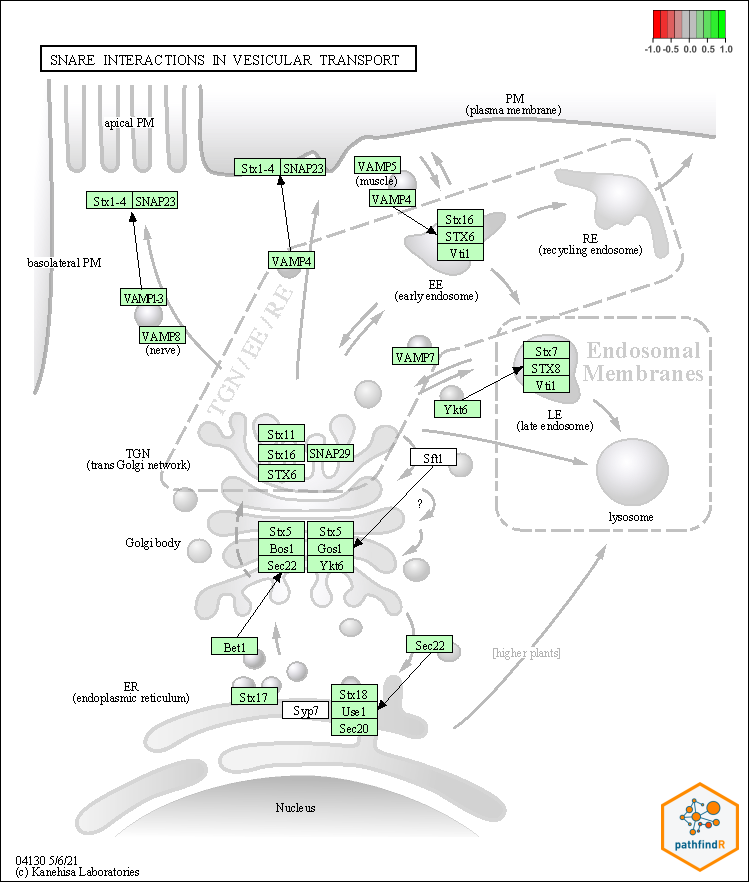 -1.0 -0.5 0.0 0.5 1.0
SNARE INTERACTIONS IN VESICULAR TRANSPORT
PM
(plasma membrane)
apical PM
Stx1-4 SNAP23
VAMP5
(muscle)
VAMP4
Stx1-4 SNAP23
Stx16
STX6
Vti1
RE
(recycling endosome)
basolateral PM
VAMP4
EE
(early endosome)
VAMP1-3
VAMP8
(nerve)
TGN / EE / RE
VAMP7
Endosomal
Membranes
Stx7
STX8
Vti1
Ykt6
LE
(late endosome)
TGN
(trans Golgi network)
Stx11
Stx16 SNAP29
STX6
Sft1
lysosome
?
Golgi body
Stx5 Stx5
Bos1 Gos1
Sec22 Ykt6
Bet1
Sec22
[higher plants]
ER
(endoplasmic reticulum)
Stx17
Syp7
Stx18
Use1
Sec20
Nucleus
pathfindR
04130 5/6/21
(c) Kanehisa Laboratories